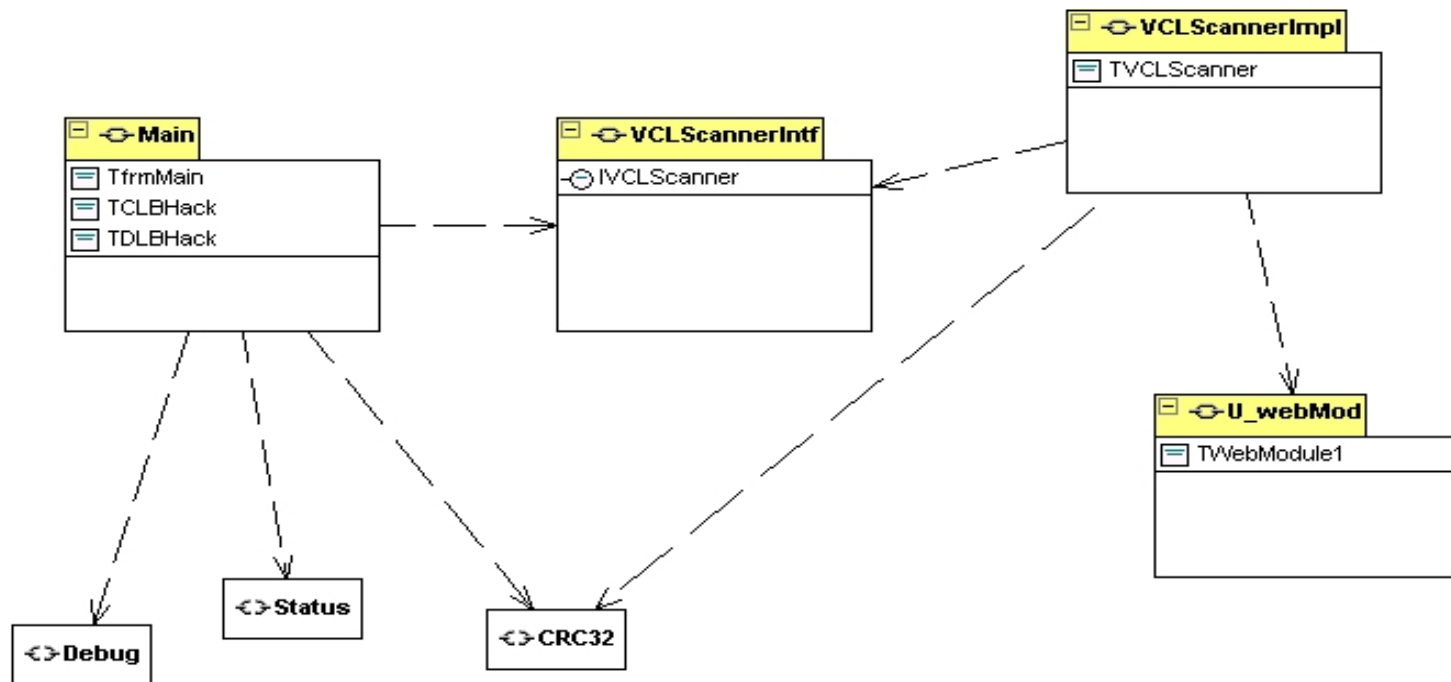 VCLScannerImpl
TVCLScanner
Main
TfrmMain
TCLBHack
TDLBHack
VCLScannerIntf
IVCLScanner
U_webMod
TWebModule1
Status
CRC32
Debug